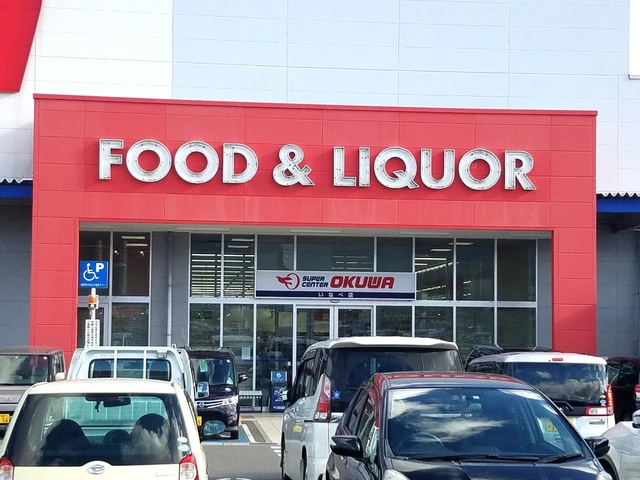 FOOD & LIQUOR
SUPER
CENTER OKUWA
いなべ店
P